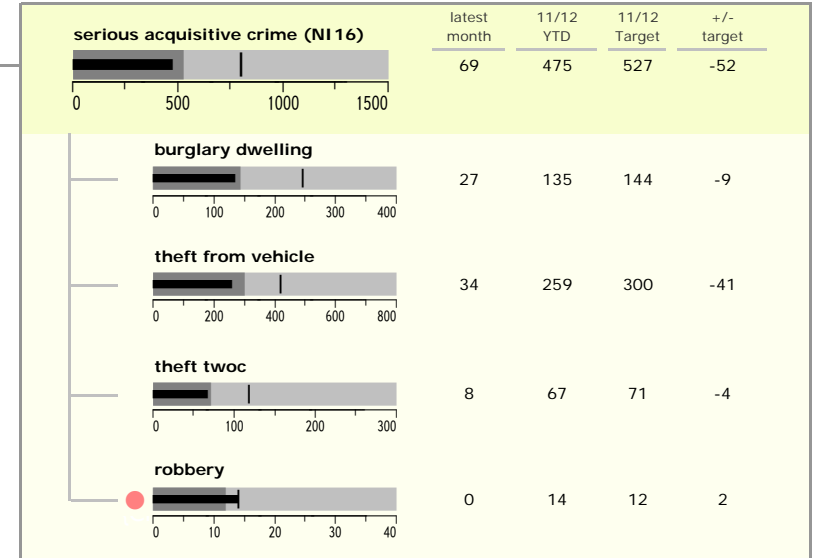 latest 11/12 11/12 +/-
month YTD Target target
serious acquisitive crime (NI16)
69 475 527 -52
0 500 1000 1500
burglary dwelling
27 135 144 -9
0 100 200 300 400
theft from vehicle
34 259 300 -41
0 200 400 600 800
theft twoc
8 67 71 -4
0 100 200 300
robbery
0 14 12 2
0 10 20 30 40